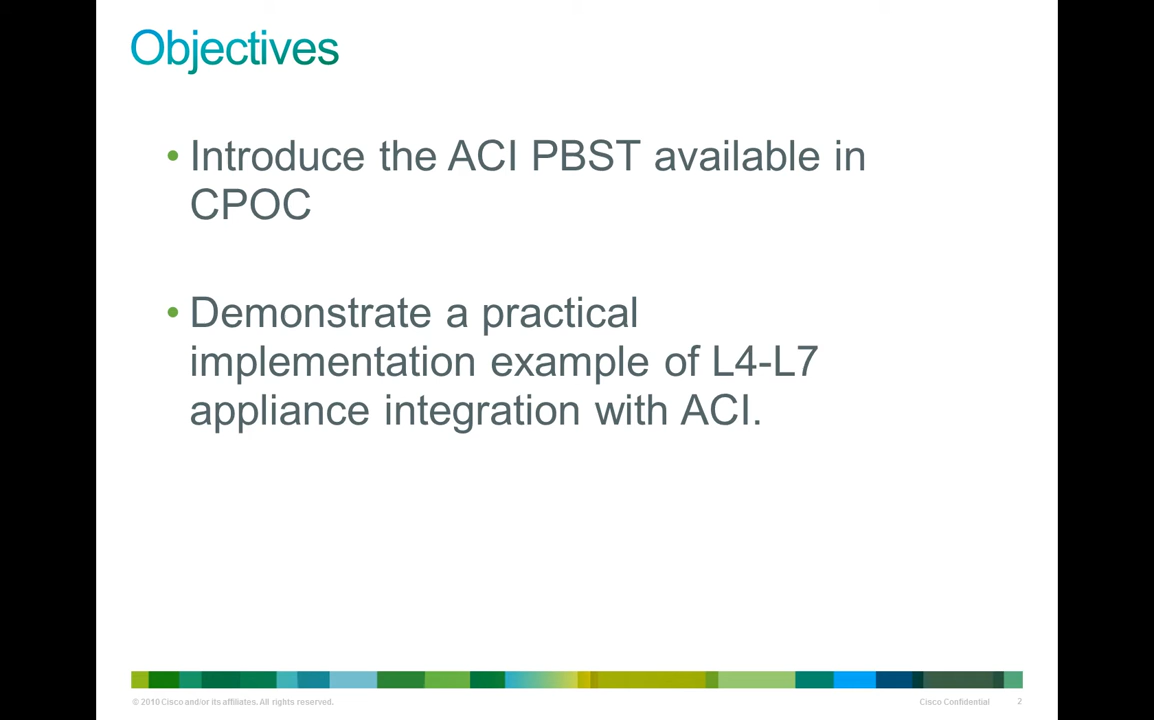 Objectives
• Introduce the ACI PBST available in
CPOC
• Demonstrate a practical
implementation example of L4-L7
appliance integration with ACI.
© 2010 Cisco and/or its affiliates. All rights reserved.
Cisco Confidential
2